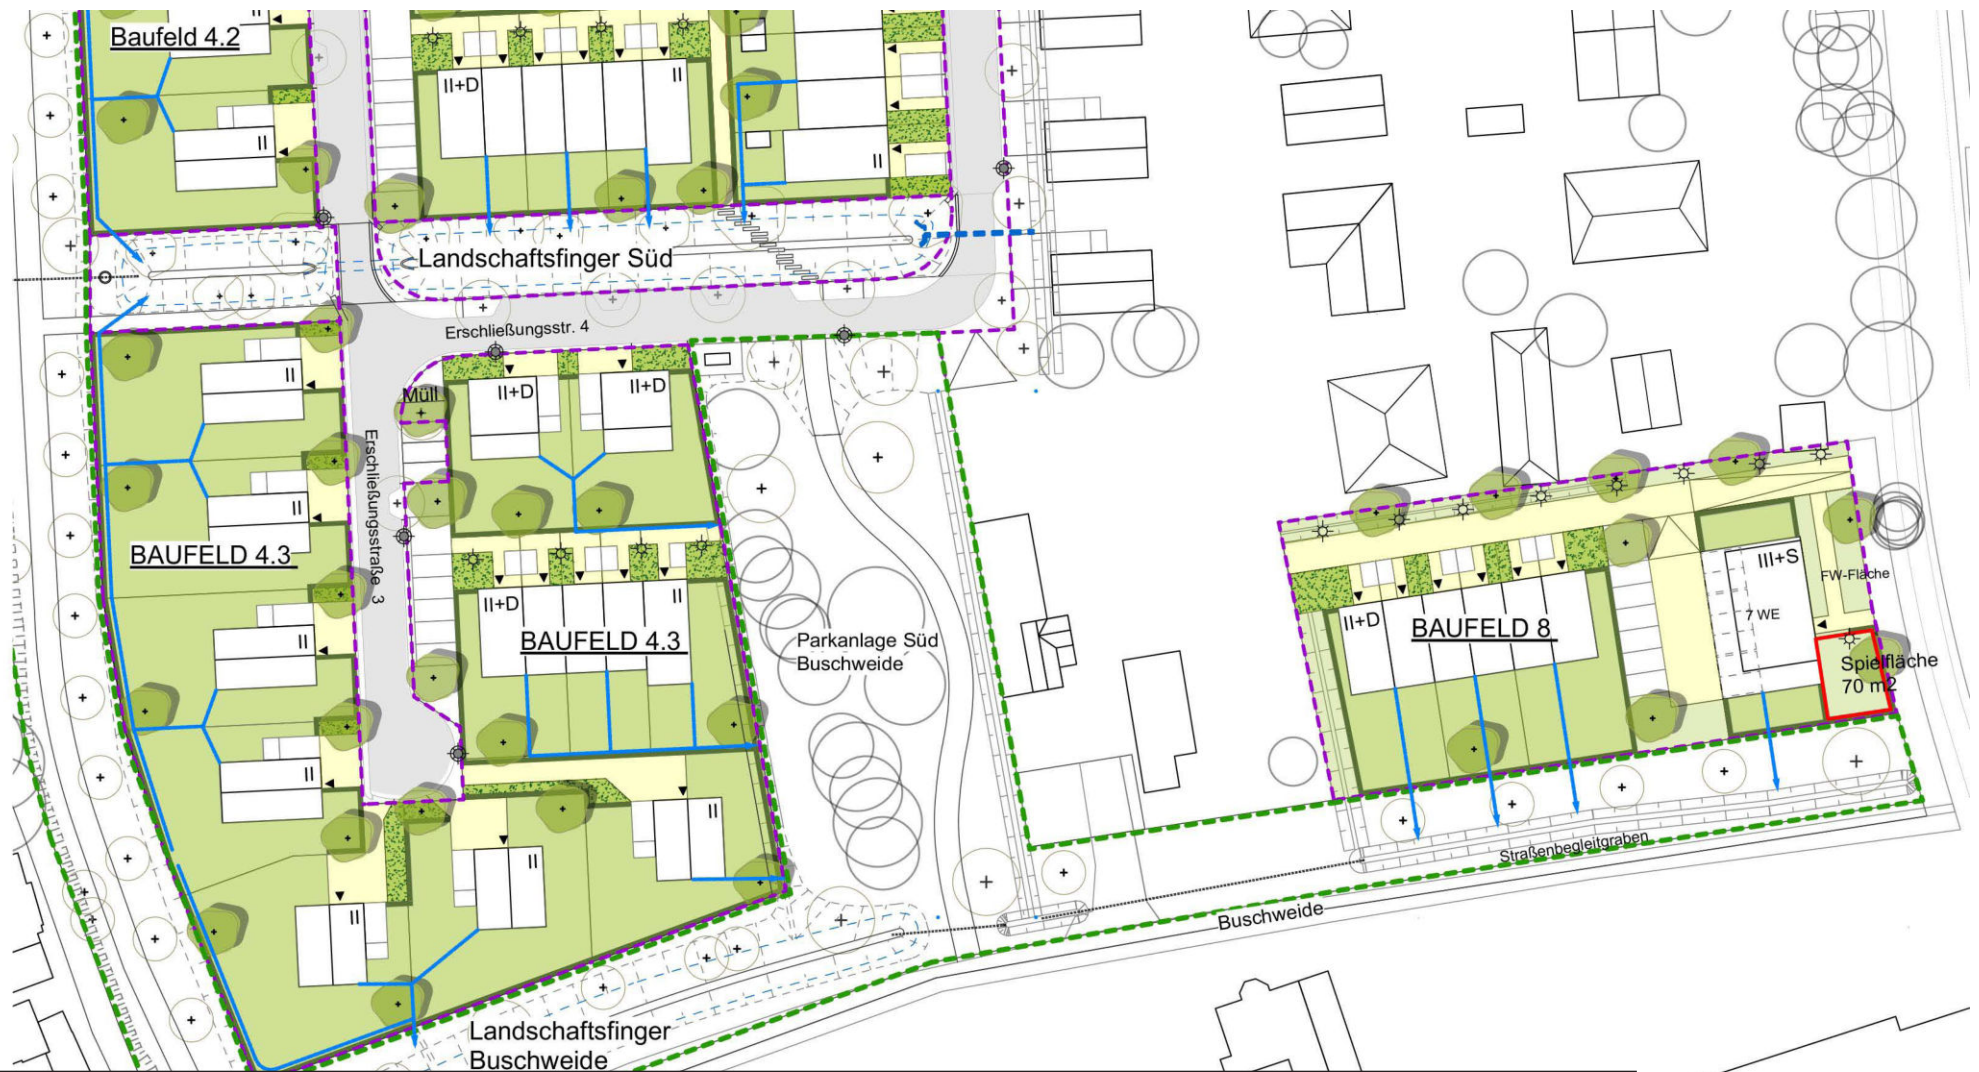 Baufeld 4.2
II
II
II+D
II
II
Landschaftsfinger Süd
Erschließungsstr. 4
II
Müll
II+D
II+D
Erschließungsstraße 3
BAUFELD 4.3
II
II
II
II+D
II
BAUFELD 4.3
Parkanlage Süd
Buschweide
II
II
II
II+D
BAUFELD 8
III+S
7 WE
FW-Fläche
Spielfläche
70 m2
Straßenbegleitgraben
Buschweide
Landschaftsfinger
Buschweide